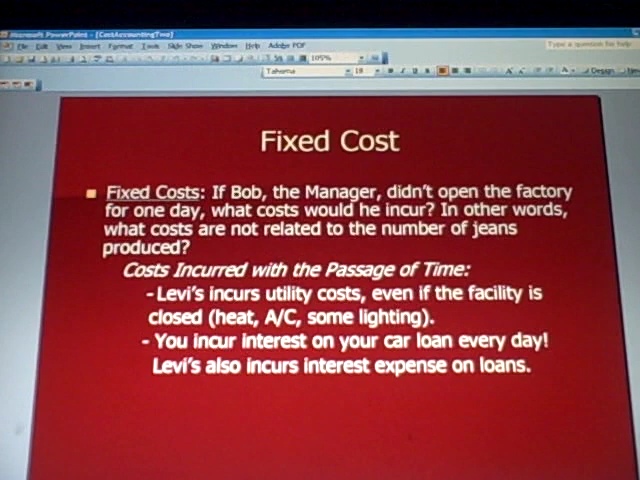 Microsoft PowerPoint - [CostAccountingTwo]
File Edit View Insert Format Tools Slide Show Window Help Adobe PDF
Type a question for help
105%
Tahoma 18 B I U S Design
Fixed Cost
Fixed Costs: If Bob, the Manager, didn't open the factory
for one day, what costs would he incur? In other words,
what costs are not related to the number of jeans
produced?
Costs Incurred with the Passage of Time:
- Levi's incurs utility costs, even if the facility is
closed (heat, A/C, some lighting).
- You incur interest on your car loan every day!
Levi's also incurs interest expense on loans.